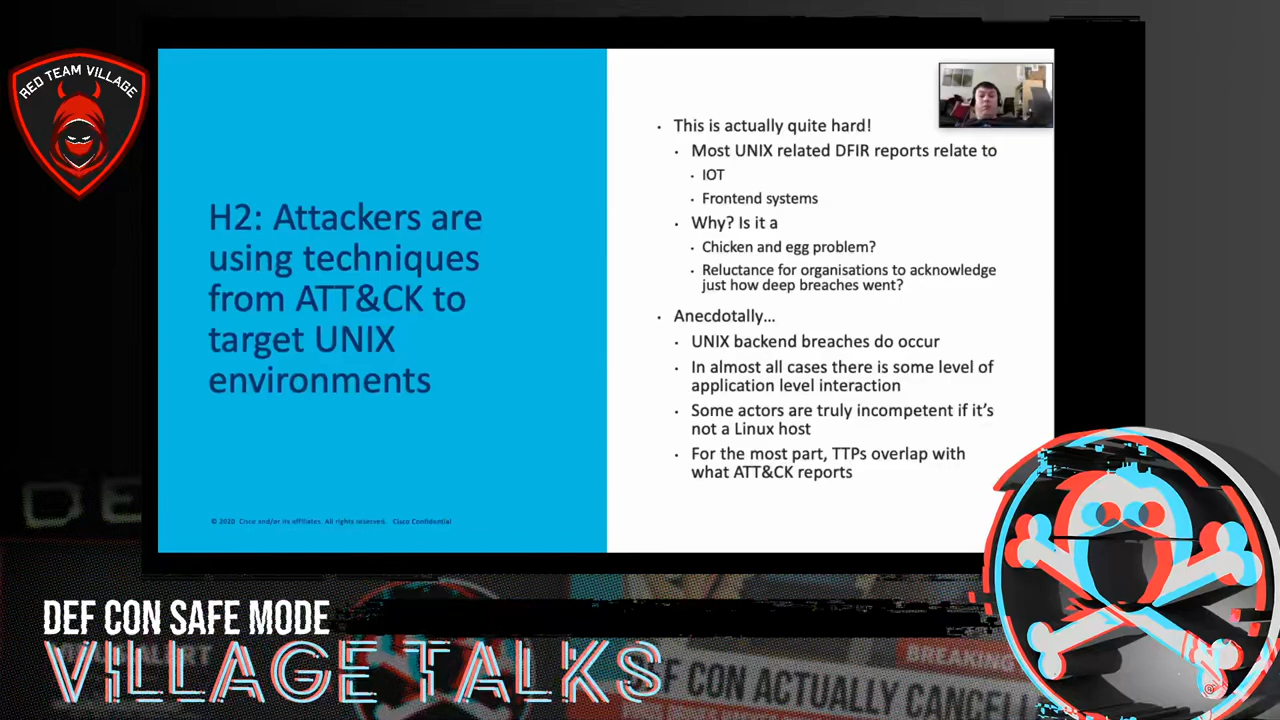 RED TEAM VILLAGE
H2: Attackers are
using techniques
from ATT&CK to
target UNIX
environments
© 2020 Cisco and/or its affiliates. All rights reserved. Cisco Confidential
• This is actually quite hard!
• Most UNIX related DFIR reports relate to
• IOT
• Frontend systems
• Why? Is it a
• Chicken and egg problem?
• Reluctance for organisations to acknowledge
just how deep breaches went?
• Anecdotally...
• UNIX backend breaches do occur
• In almost all cases there is some level of
application level interaction
• Some actors are truly incompetent if it's
not a Linux host
• For the most part, TTPs overlap with
what ATT&CK reports
DEF CON SAFE MODE
VILLAGE TALKS
BREAKING
DEF CON ACTUALLY